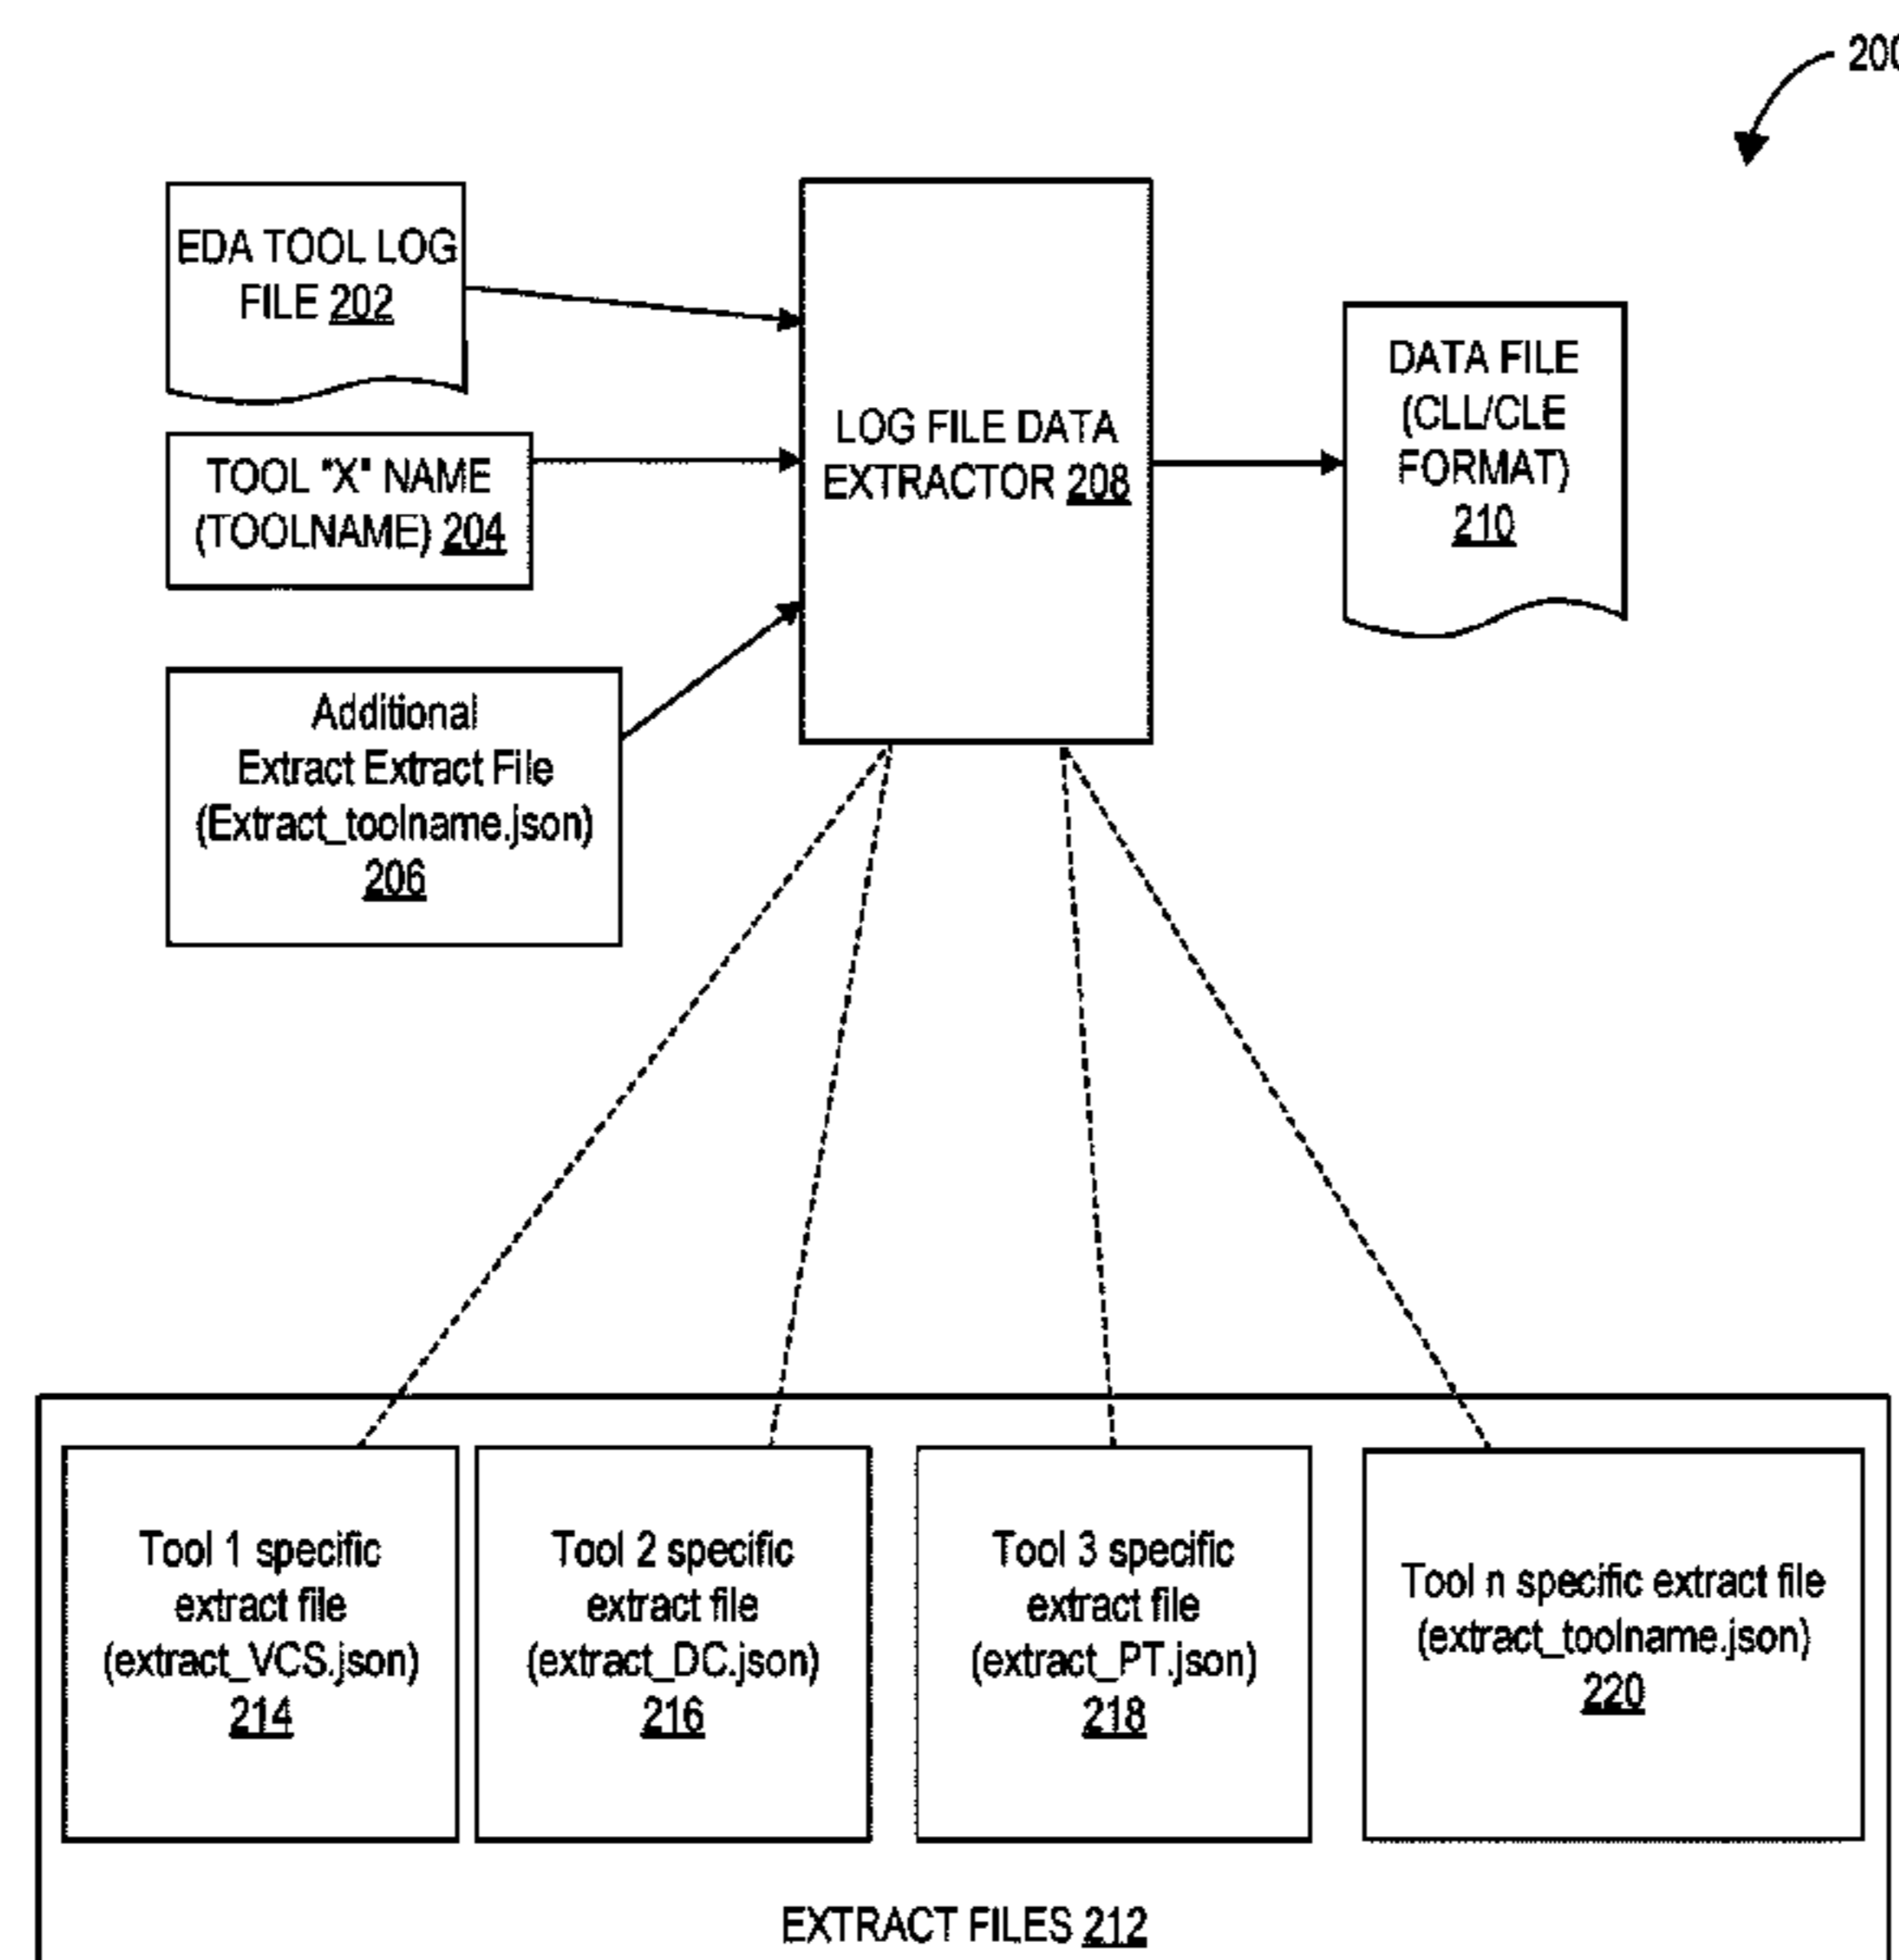 200
EDA TOOL LOG
FILE 202
TOOL "X" NAME
(TOOLNAME) 204
Additional
Extract Extract File
(Extract_toolname.json)
206
LOG FILE DATA
EXTRACTOR 208
DATA FILE
(CLL/CLE
FORMAT)
210
Tool 1 specific
extract file
(extract_VCS.json)
214
Tool 2 specific
extract file
(extract_DC.json)
216
Tool 3 specific
extract file
(extract_PT.json)
218
Tool n specific extract file
(extract_toolname.json)
220
EXTRACT FILES 212